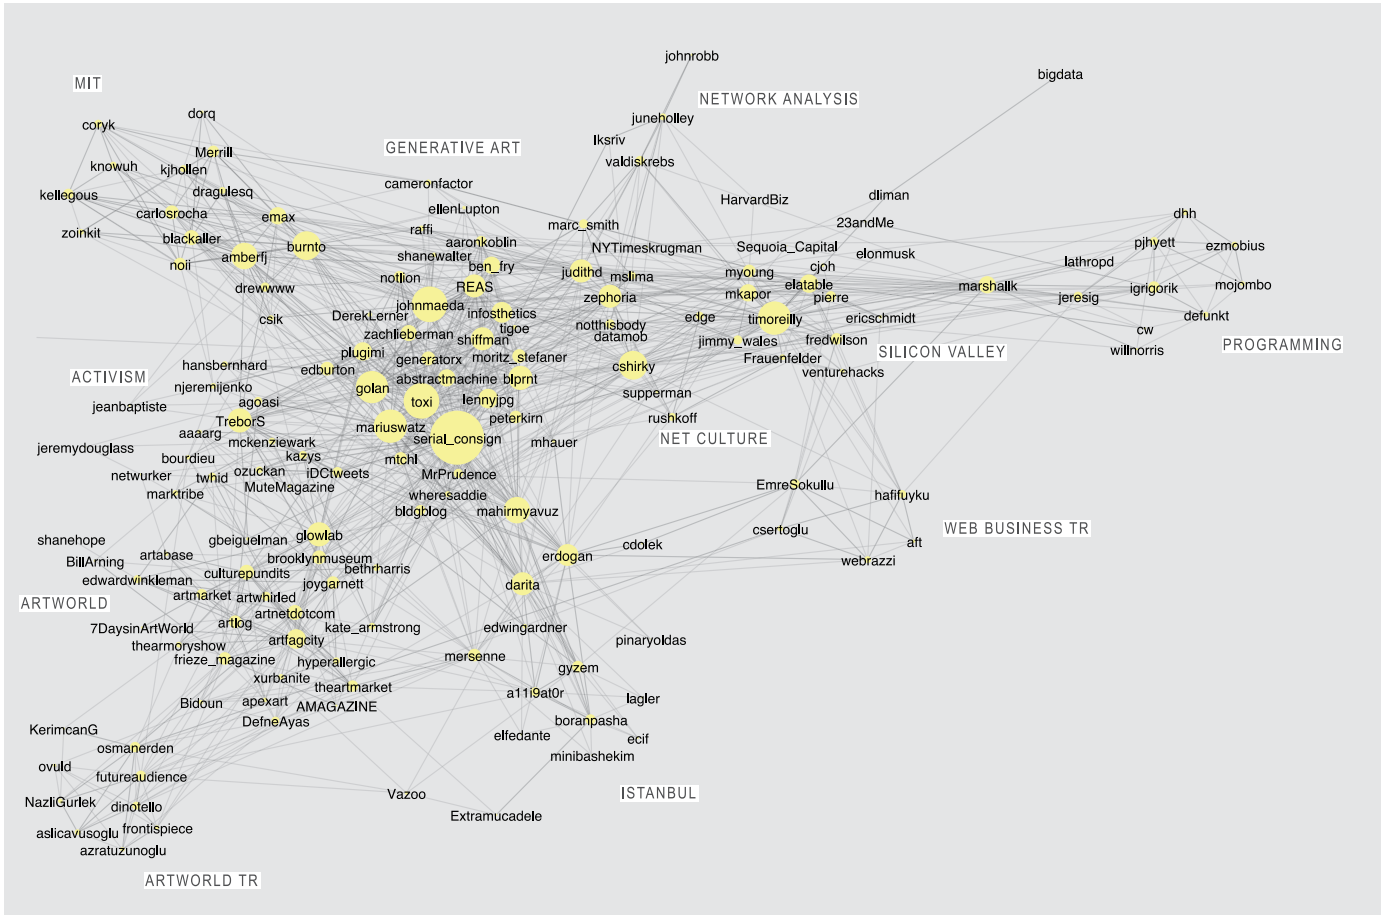 johnrobb
bigdata
MIT
NETWORK ANALYSIS
dorq
coryk
juneholley
GENERATIVE ART
lksriv
Merrill
valdiskrebs
knowuh
kjhollen
cameronfactor
kellegous
dragulesq
HarvardBiz
dliman
ellenLupton
carlosrocha
emax
dhh
marc_smith
23andMe
raffi
zoinkit
blackaller
burnto
aaronkoblin
NYTimeskrugman
Sequoia_Capital
elonmusk
pjhyett
ezmobius
amberfj
shanewalter
noii
ben_fry
judithd
mslima
myoung
cjoh
lathropd
notlion
drewwww
REAS
zephoria
mkapor
elatable
pierre
marshallk
jeresig
igrigorik
mojombo
johnmaeda
DerekLerner
infosthetics
csik
edge
timoreilly
ericschmidt
defunkt
zachlieberman
tigoe
notthisbody
shiffman
datamob
jimmy_wales
fredwilson
cw
willnorris
PROGRAMMING
plugimi
generatorx
moritz_stefaner
Frauenfelder
SILICON VALLEY
hansbernhard
edburton
cshirky
venturehacks
ACTIVISM
abstractmachine
blprnt
njeremijenko
golan
supperman
jeanbaptiste
agoasi
toxi
lennyjpg
TreborS
peterkirn
rushkoff
aaaarg
mariuswatz
serial_consign
NET CULTURE
mckenziewark
mhauer
jeremydouglass
bourdieu
kazys
mtchl
networker
twhid
ozuckan
iDCtweets
MrPrudence
MuteMagazine
EmreSokullu
marktribe
wheresaddie
hafifuyku
bldgblog
mahirmyavuz
glowlab
csertoglu
WEB BUSINESS TR
shanehope
gbeiguelman
cdolek
aft
artabase
brooklynmuseum
erdogan
BillArning
bethrharris
webrazzi
edwardwinkleman
culturepundits
joygarnett
darita
artmarket
artwhirled
ARTWORLD
artnetdotcom
7DaysinArtWorld
artlog
kate_armstrong
edwingardner
thearmoryshow
artfagcity
pinaryoldas
frieze_magazine
hyperallergic
mersenne
gyzem
xurbanite
theartmarket
a11i9at0r
lagler
Bidoun
apexart
AMAGAZINE
DefneAyas
boranpasha
KerimcanG
elfedante
ecif
osmanerden
minibashekim
ovuld
futureaudience
ISTANBUL
Vazoo
NazliGurlek
dinotello
Extramucadele
aslicavusoglu
frontispiece
azratuzunoglu
ARTWORLD TR